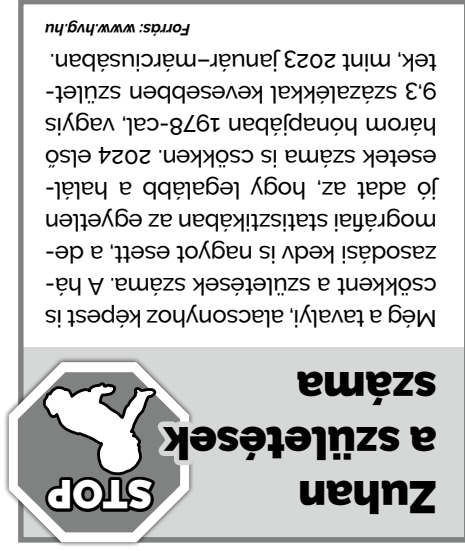 Zuhan
a születések
száma
STOP
Még a tavalyi, alacsonyhoz képest is
csökkent a születések száma. A há-
zasodási kedv is nagyot esett, a de-
mográfiai statisztikában az egyetlen
jó adat az, hogy legalább a halál-
esetek száma is csökken. 2024 első
három hónapjában 1978-cal, vagyis
3,9 százalékkal kevesebben szület-
tek, mint 2023 január–márciusában.
Forrás: www.hvg.hu